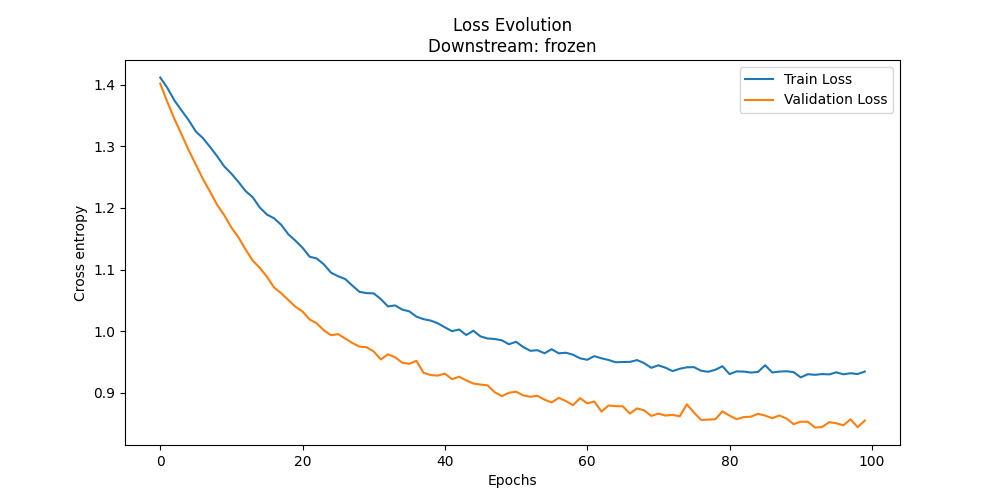 Loss Evolution
Downstream: frozen
Train Loss
Validation Loss
Cross entropy
1.4
1.3
1.2
1.1
1.0
0.9
0
20
40
60
80
100
Epochs